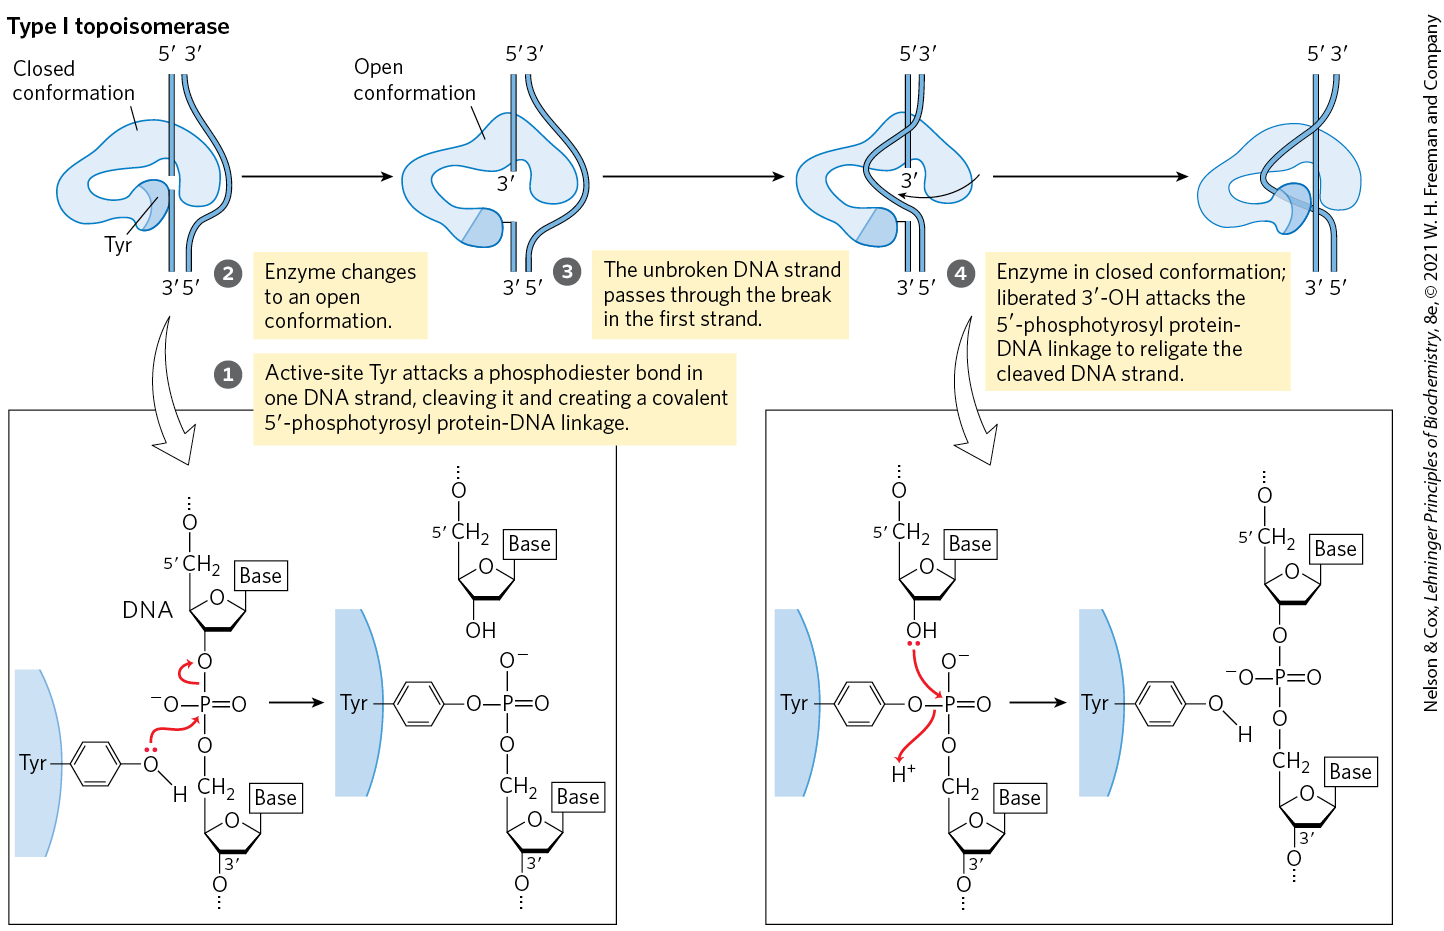 Type I topoisomerase
5′ 3′
Closed
conformation
Tyr
3′ 5′
5′ 3′
Open
conformation
3′
3′ 5′
5′ 3′
3′
3′ 5′
5′ 3′
3′ 5′
2 Enzyme changes
to an open
conformation.
3 The unbroken DNA strand
passes through the break
in the first strand.
4 Enzyme in closed conformation;
liberated 3′-OH attacks the
5′-phosphotyrosyl protein-
DNA linkage to religate the
cleaved DNA strand.
1 Active-site Tyr attacks a phosphodiester bond in
one DNA strand, cleaving it and creating a covalent
5′-phosphotyrosyl protein-DNA linkage.
O
5′ CH2
Base
O
DNA
O
−O P O
O
Tyr
O
H
CH2
Base
O
3′
O
O
5′ CH2
Base
O
OH
O−
Tyr
O P O
O
CH2
Base
O
3′
O
O
5′ CH2
Base
O
OH
O−
Tyr
O P O
H+
O
CH2
Base
O
3′
O
O
5′ CH2
Base
O
O
−O P O
Tyr
O
H
O
CH2
Base
O
3′
O
Nelson & Cox, Lehninger Principles of Biochemistry, 8e, © 2021 W. H. Freeman and Company